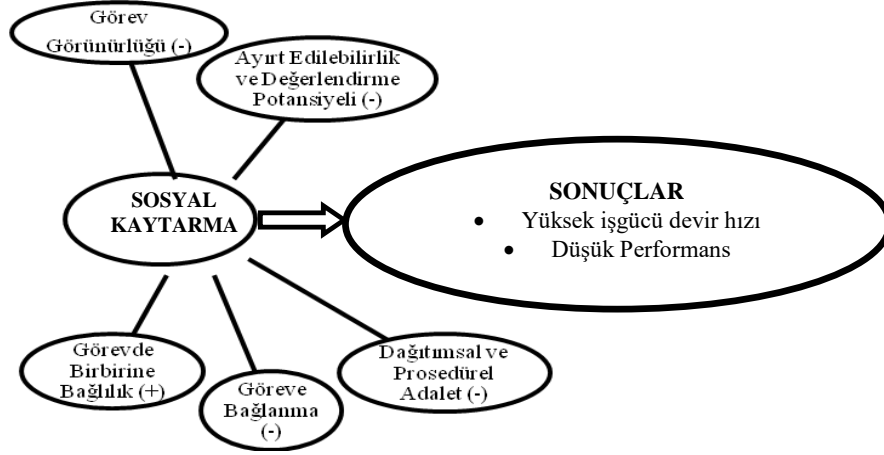 Görev
Görünürlüğü (-)
Ayırt Edilebilirlik
ve Değerlendirme
Potansiyeli (-)
SOSYAL
KAYTARMA
SONUÇLAR
• Yüksek işgücü devir hızı
• Düşük Performans
Görevde
Birbirine
Bağlılık (+)
Göreve
Bağlanma
(-)
Dağıtımsal ve
Prosedürel
Adalet (-)